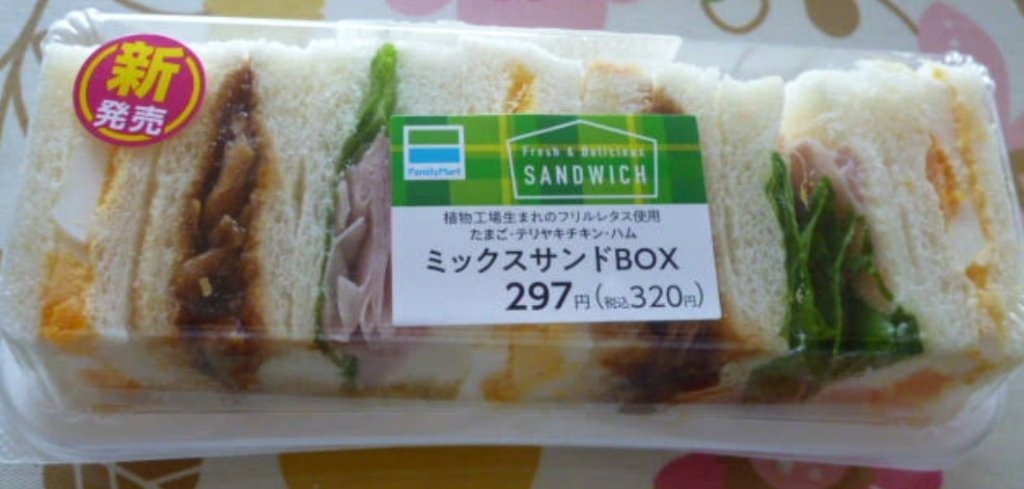 新
発売
FamilyMart
Fresh & Delicious
SANDWICH
植物工場生まれのフリルレタス使用
たまご・テリヤキチキン・ハム
ミックスサンドBOX
297円(税込320円)